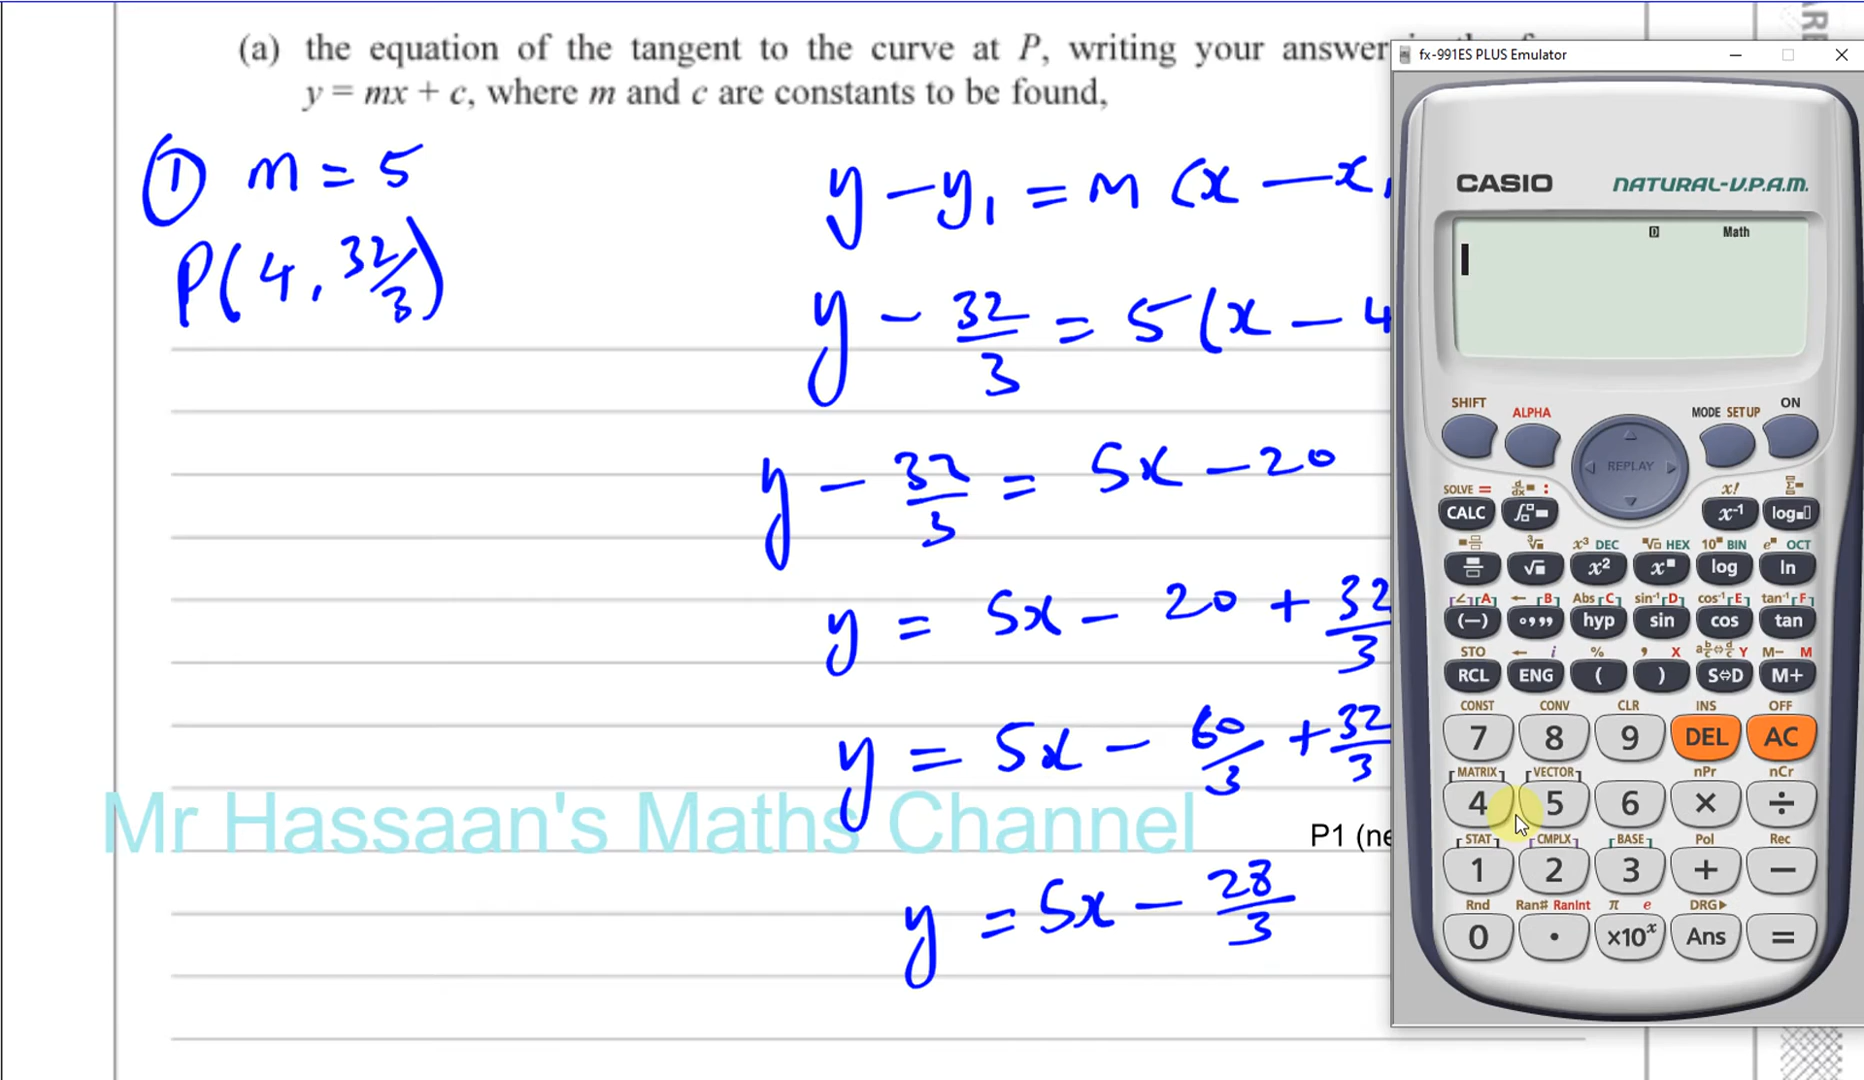 (a) the equation of the tangent to the curve at P, writing your answer
y = mx + c, where m and c are constants to be found,
① m = 5
P(4, 32/3)
y - y₁ = m (x - x₁
y - 32/3 = 5(x - 4
y - 32/3 = 5x - 20
y = 5x - 20 + 32/3
y = 5x - 60/3 + 32/3
Mr Hassaan's Maths Channel
P1 (ne
y = 5x - 28/3
fx-991ES PLUS Emulator
CASIO NATURAL-V.P.A.M.
D Math
SHIFT ALPHA MODE SETUP ON
REPLAY
SOLVE = d/dx : x! Σ
CALC ∫ x⁻¹ log
³√ x³ DEC √ HEX 10 BIN e OCT
√ x² x log ln
∠ A ← B Abs C sin⁻¹ D cos⁻¹ E tan⁻¹ F
(−) °,,, hyp sin cos tan
STO ← i % , X a b/c⇔d/c Y M− M
RCL ENG ( ) S⇔D M+
CONST CONV CLR INS OFF
7 8 9 DEL AC
MATRIX VECTOR nPr nCr
4 5 6 × ÷
STAT CMPLX BASE Pol Rec
1 2 3 + −
Rnd Ran# RanInt π e DRG▶
0 . ×10ˣ Ans =